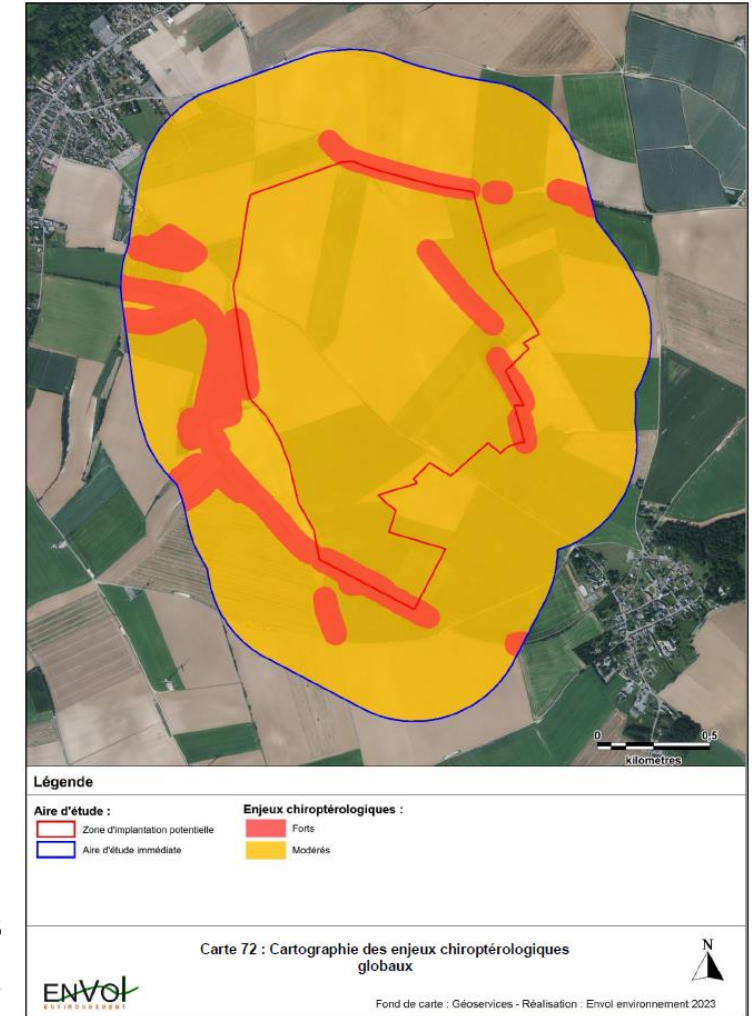 0 0,5
kilomètres
Légende
Aire d'étude :
Zone d'implantation potentielle
Aire d'étude immédiate
Enjeux chiroptérologiques :
Forts
Modérés
Carte 72 : Cartographie des enjeux chiroptérologiques
globaux
N
ENVOL
ENVIRONNEMENT
Fond de carte : Géoservices - Réalisation : Envol environnement 2023